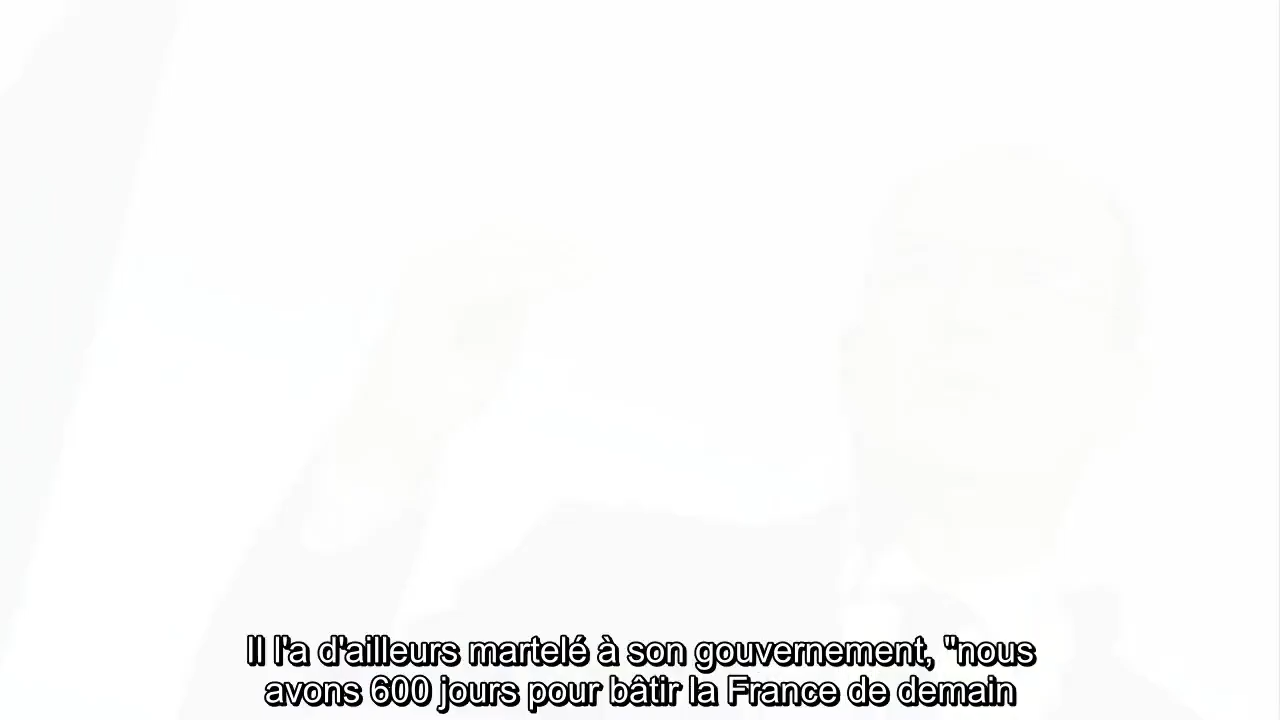 Il l'a d'ailleurs martelé à son gouvernement, "nous
avons 600 jours pour bâtir la France de demain